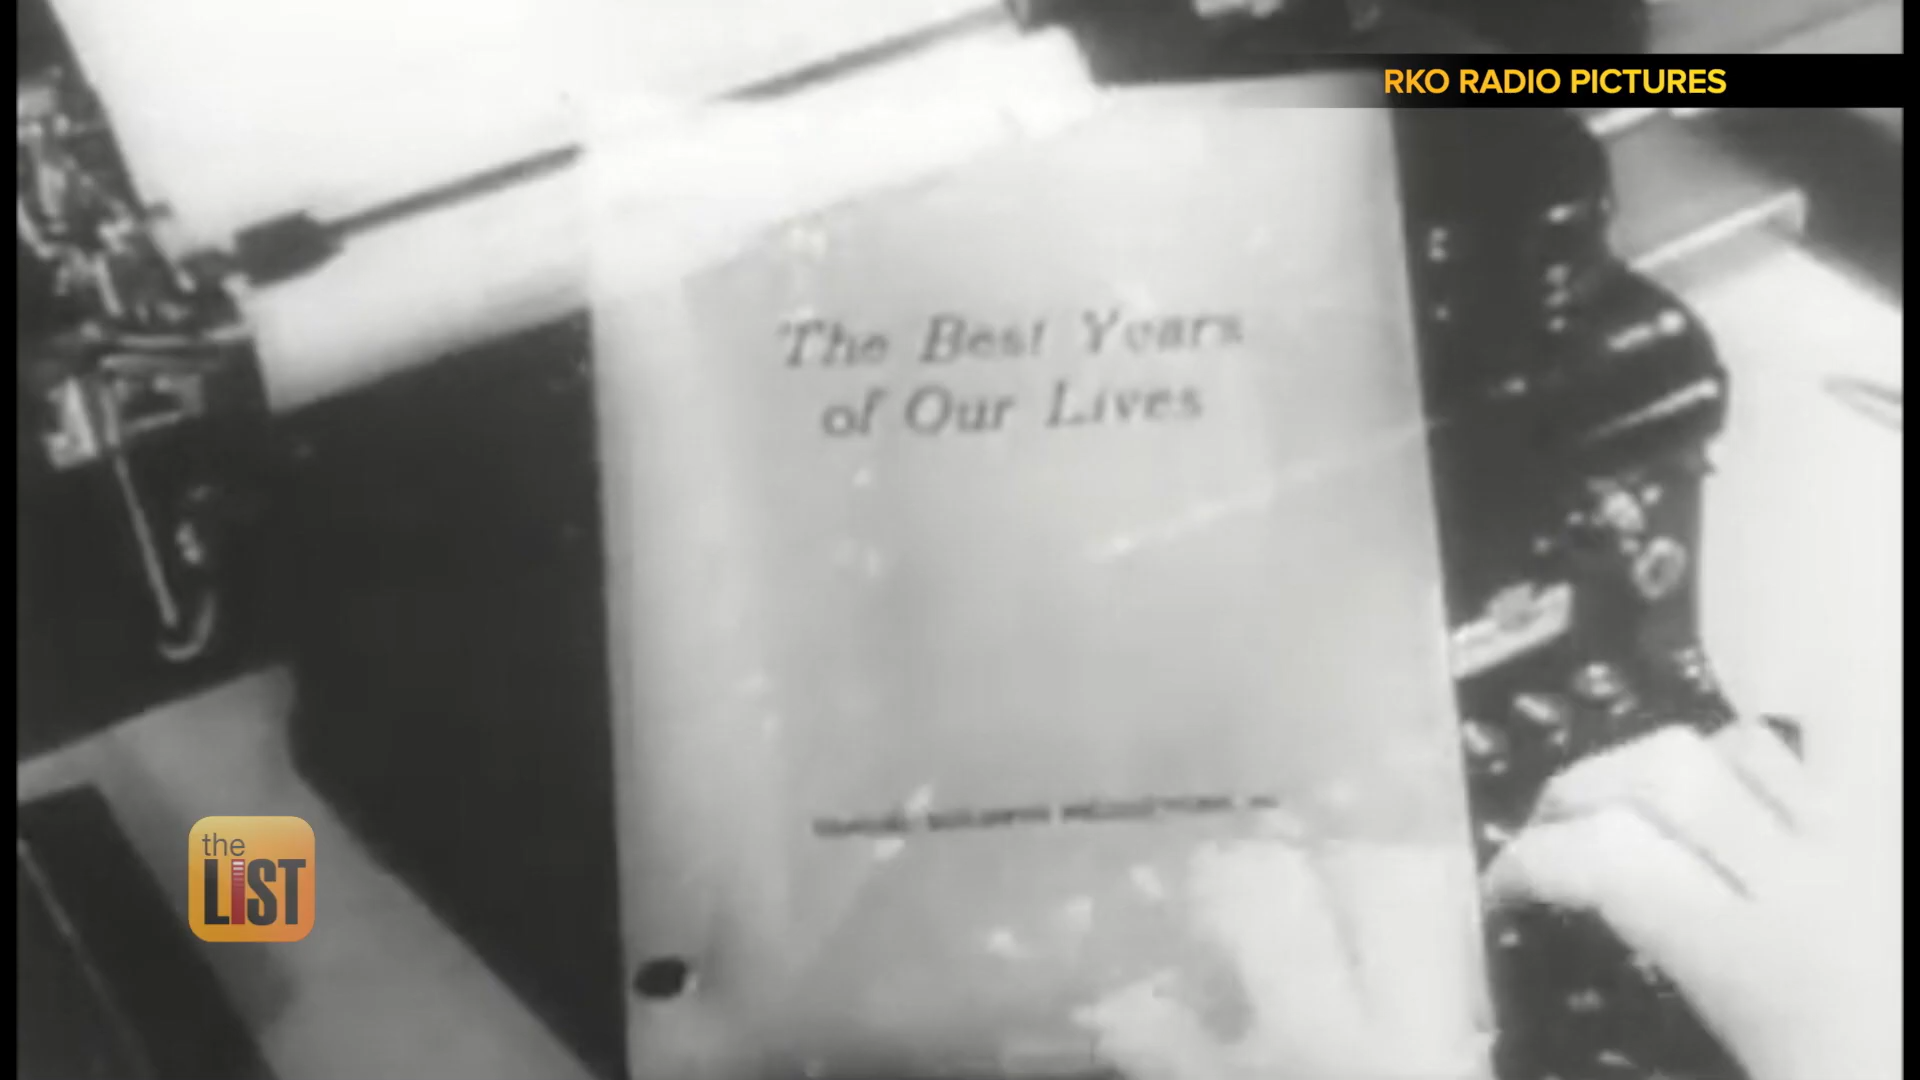 RKO RADIO PICTURES
The Best Years
of Our Lives
the
LIST